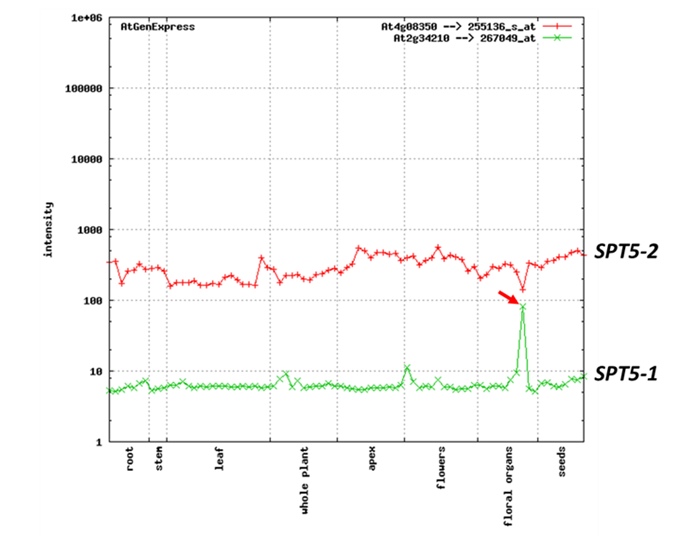 1e+06
AtGenExpress
At4g08350 --> 255136_s_at
At2g34210 --> 267049_at
100000
10000
intensity
1000
SPT5-2
100
10
SPT5-1
1
root
stem
leaf
whole plant
apex
flowers
floral organs
seeds